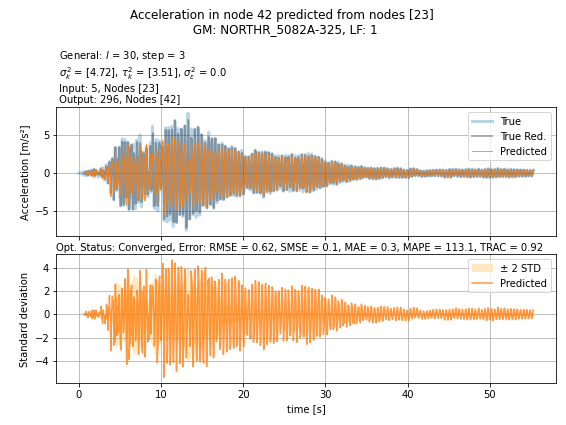 Acceleration in node 42 predicted from nodes [23]
GM: NORTHR_5082A-325, LF: 1
General: l = 30, step = 3
σ²ₖ = [4.72], τ²ₖ = [3.51], σ²ₑ = 0.0
Input: 5, Nodes [23]
Output: 296, Nodes [42]
Acceleration [m/s²]
5
0
−5
True
True Red.
Predicted
Opt. Status: Converged, Error: RMSE = 0.62, SMSE = 0.1, MAE = 0.3, MAPE = 113.1, TRAC = 0.92
Standard deviation
4
2
0
−2
−4
± 2 STD
Predicted
0 10 20 30 40 50
time [s]